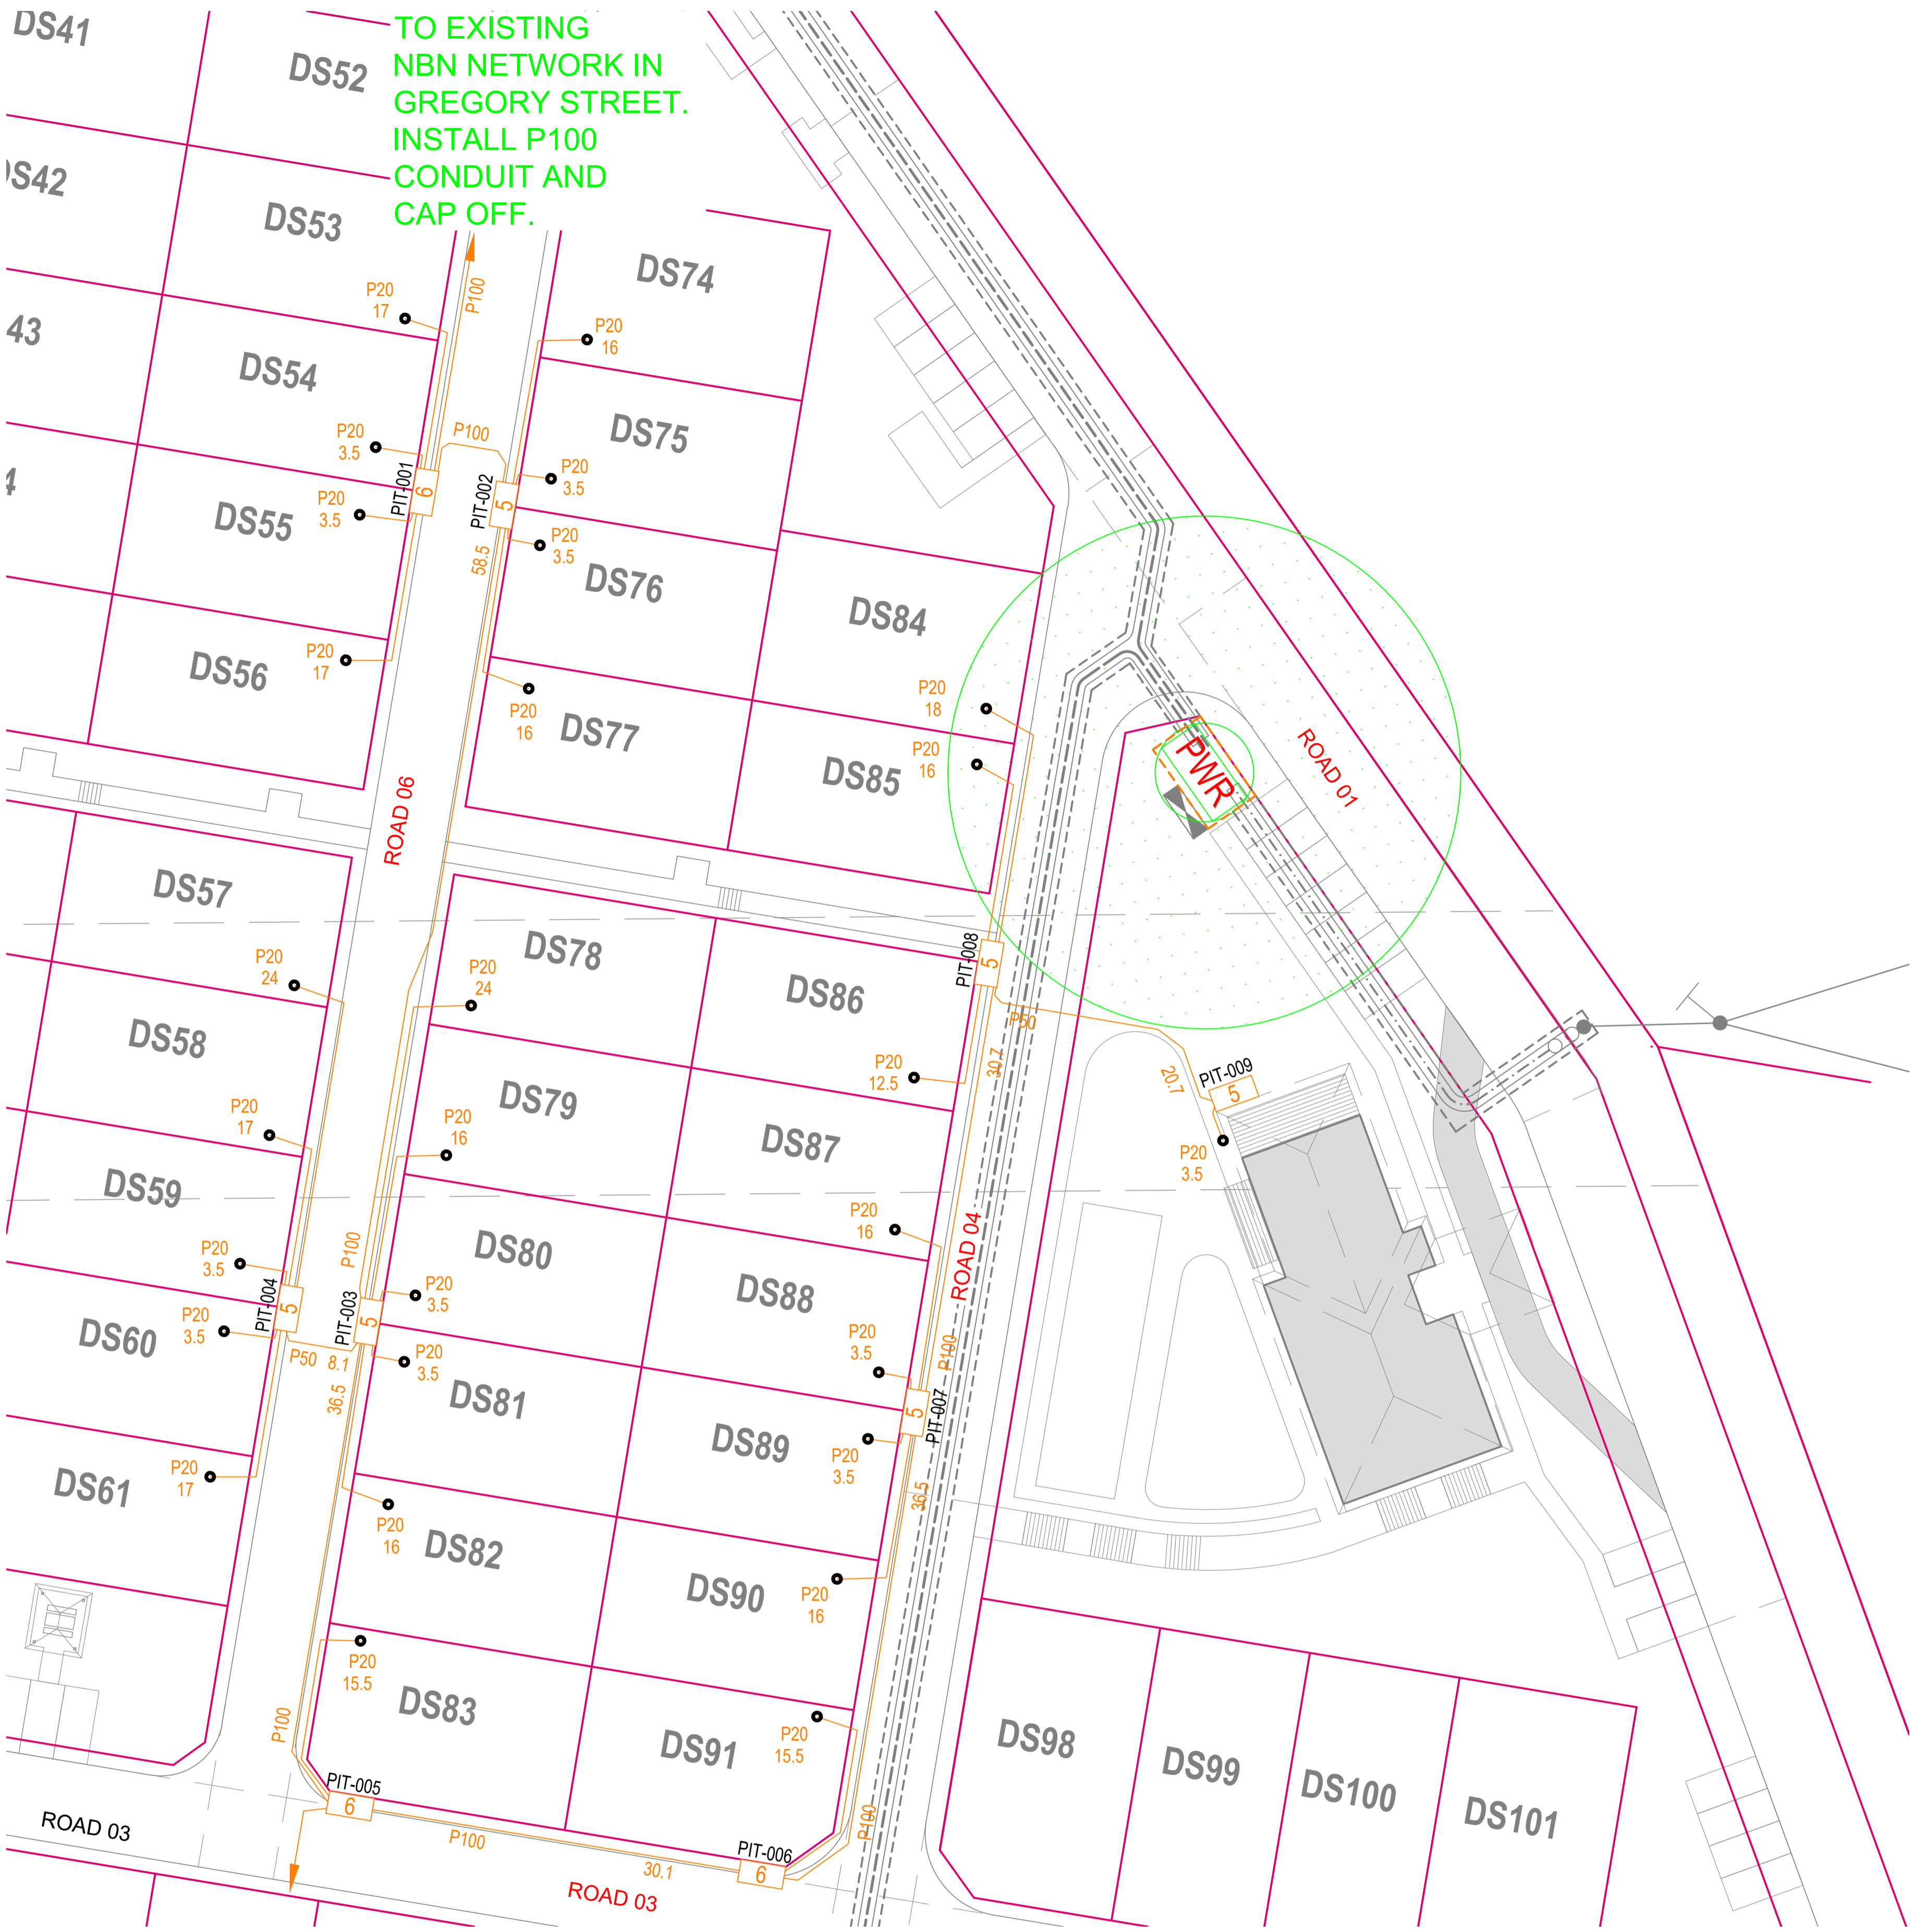 TO EXISTING
NBN NETWORK IN
GREGORY STREET.
INSTALL P100
CONDUIT AND
CAP OFF.
DS41
DS52
DS42
DS53
43
DS54
4
DS55
DS56
DS57
DS58
DS59
DS60
DS61
DS74
DS75
DS76
DS84
DS77
DS85
DS78
DS86
DS79
DS87
DS80
DS88
DS81
DS89
DS82
DS90
DS83
DS91
DS98
DS99
DS100
DS101
P20
17
P100
P20
16
P20
3.5
P100
P20
3.5
PIT-001
6
PIT-002
5
P20
3.5
P20
3.5
58.5
P20
17
P20
16
P20
18
P20
16
ROAD 06
PWR
ROAD 01
P20
24
P20
24
PIT-008
5
P50
30.7
P20
12.5
20.7
PIT-009
5
P20
3.5
P20
17
P20
16
P20
16
ROAD 04
P20
3.5
P100
P20
3.5
PIT-004
5
PIT-003
5
P20
3.5
P20
3.5
P50 8.1
36.5
P20
3.5
P100
PIT-007
5
P20
3.5
36.5
P20
17
P20
16
P20
16
P20
15.5
P20
15.5
P100
PIT-005
6
P100
30.1
PIT-006
6
P100
ROAD 03
ROAD 03